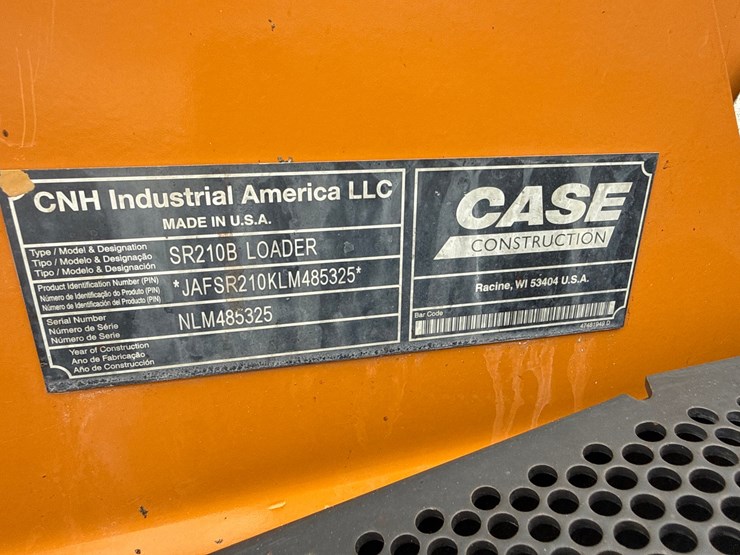 CNH Industrial America LLC
MADE IN U.S.A.
Type / Model & Designation
Tipo / Modelo & Designação
Tipo / Modelo & Designación
SR210B LOADER
Product Identification Number (PIN)
Número de Identificação do Produto (PIN)
Número de Identificación del Producto (PIN)
*JAFSR210KLM485325*
Serial Number
Número de Série
Número de Serie
NLM485325
Year of Construction
Ano de Fabricação
Año de Construcción
CASE
CONSTRUCTION
Racine, WI 53404 U.S.A.
Bar Code
47481948 D